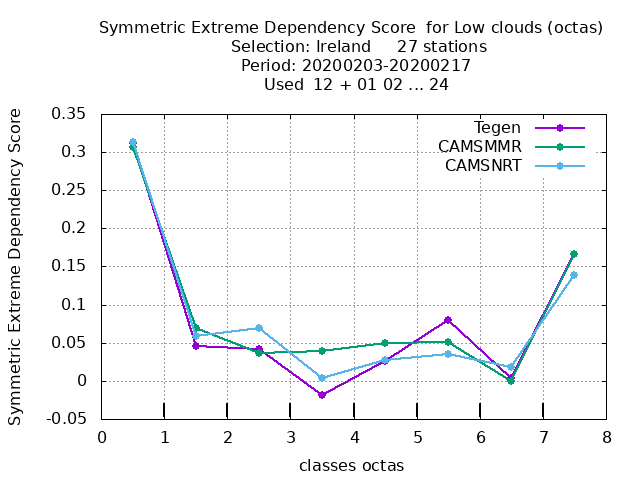 Symmetric Extreme Dependency Score for Low clouds (octas)
Selection: Ireland 27 stations
Period: 20200203-20200217
Used 12 + 01 02 ... 24
Symmetric Extreme Dependency Score
0.35
0.3
0.25
0.2
0.15
0.1
0.05
0
-0.05
Tegen
CAMSMMR
CAMSNRT
0 1 2 3 4 5 6 7 8
classes octas